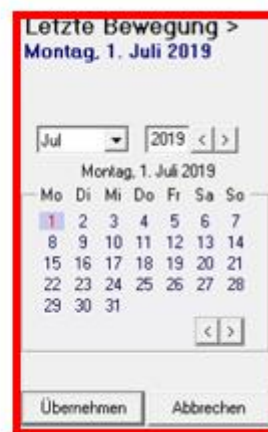 Letzte Bewegung >
Montag, 1. Juli 2019
Jul 2019 < >
Montag, 1. Juli 2019
Mo Di Mi Do Fr Sa So
1 2 3 4 5 6 7
8 9 10 11 12 13 14
15 16 17 18 19 20 21
22 23 24 25 26 27 28
29 30 31
< >
Übernehmen Abbrechen